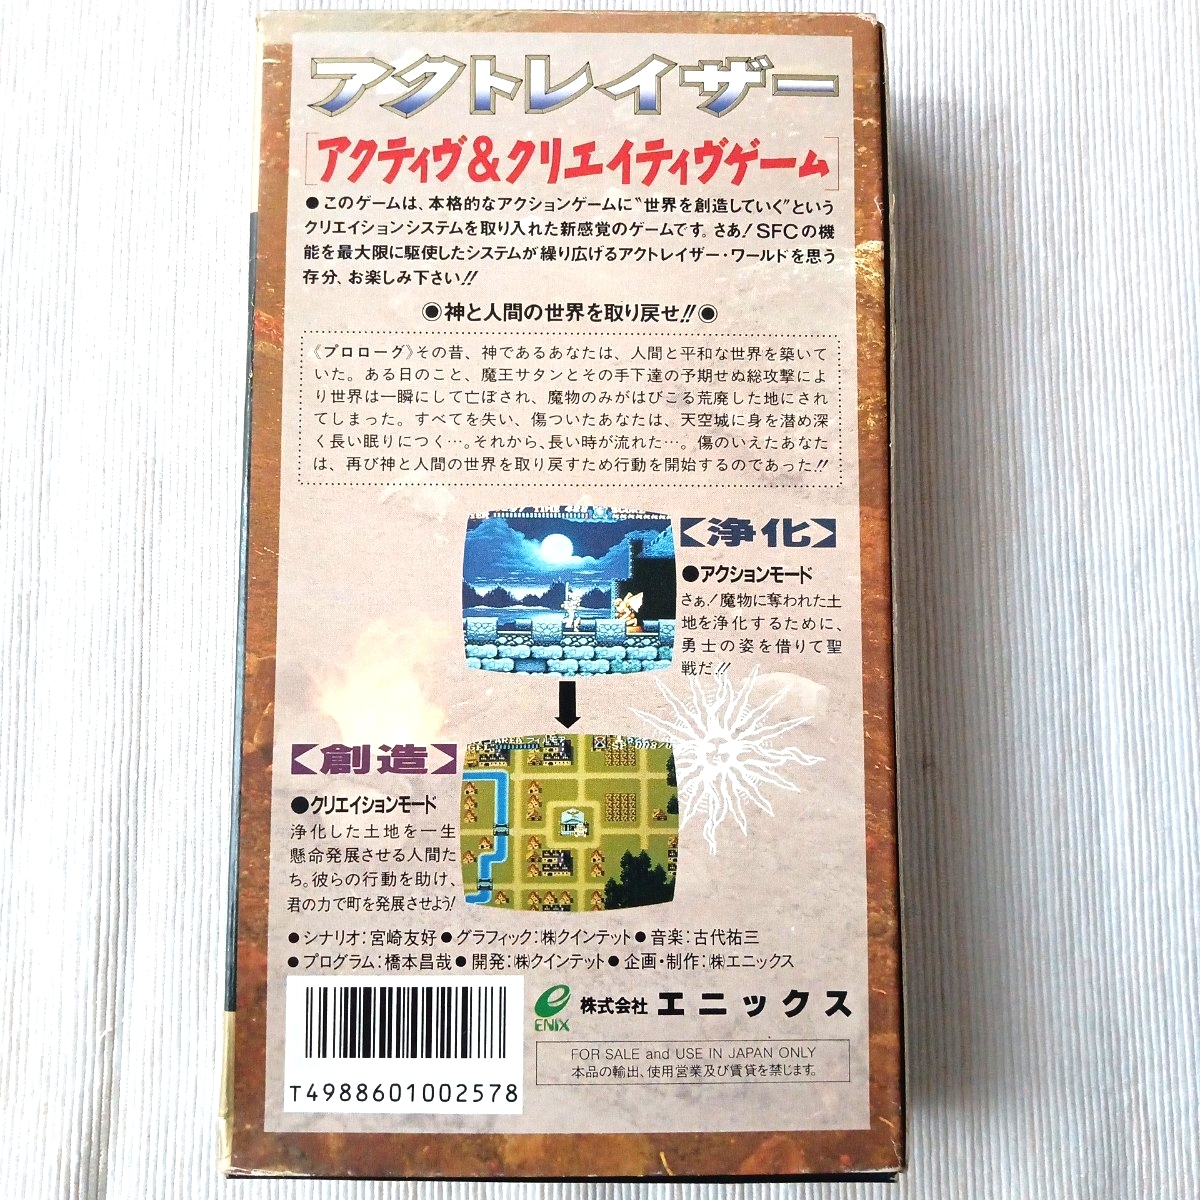 アクトレイザー
アクティヴ&クリエイティヴゲーム
●このゲームは、本格的なアクションゲームに“世界を創造していく”という
クリエイションシステムを取り入れた新感覚のゲームです。さあ!SFCの機
能を最大限に駆使したシステムが繰り広げるアクトレイザー・ワールドを思う
存分、お楽しみ下さい!!
◉神と人間の世界を取り戻せ!!◉
《プロローグ》その昔、神であるあなたは、人間と平和な世界を築いて
いた。ある日のこと、魔王サタンとその手下達の予期せぬ総攻撃によ
り世界は一瞬にして亡ぼされ、魔物のみがはびこる荒廃した地にされ
てしまった。すべてを失い、傷ついたあなたは、天空城に身を潜め深
く長い眠りにつく…。それから、長い時が流れた…。傷のいえたあなた
は、再び神と人間の世界を取り戻すため行動を開始するのであった!!
【浄化】
●アクションモード
さぁ!魔物に奪われた土
地を浄化するために、
勇士の姿を借りて聖
戦だ!!
【創造】
●クリエイションモード
浄化した土地を一生
懸命発展させる人間た
ち。彼らの行動を助け、
君の力で町を発展させよう!
●シナリオ:宮崎友好●グラフィック:㈱クインテット●音楽:古代祐三
●プログラム:橋本昌哉●開発:㈱クインテット●企画・制作:㈱エニックス
T4988601002578
ENIX
株式会社エニックス
FOR SALE and USE IN JAPAN ONLY
本品の輸出、使用営業及び賃貸を禁じます。